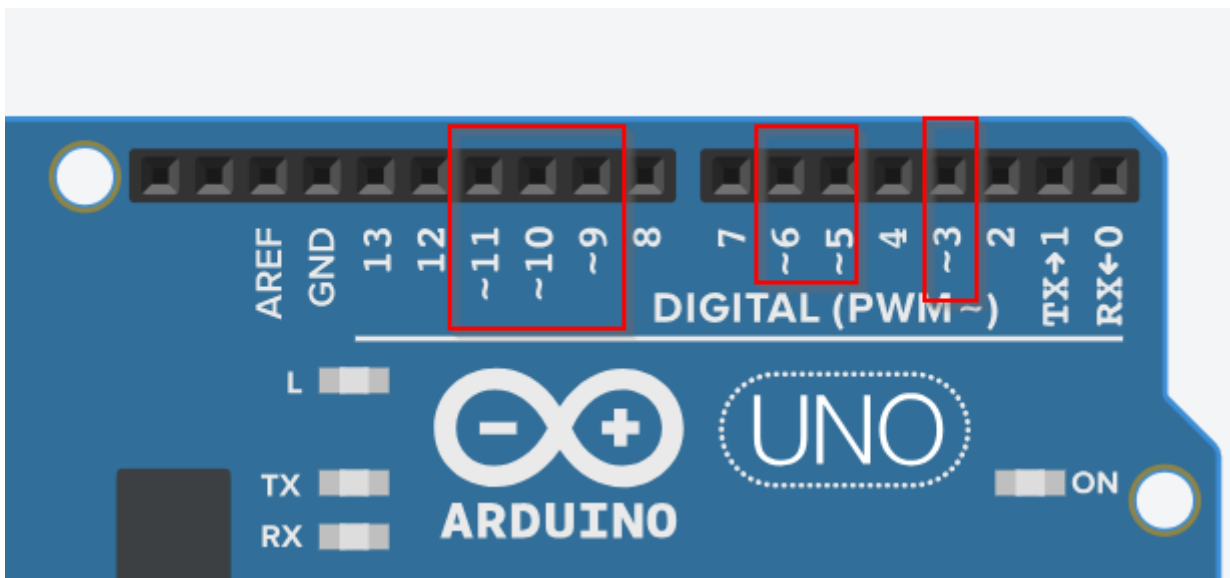 AREF
GND
13
12
~11
~10
~9
8
7
~6
~5
4
~3
2
TX→1
RX←0
DIGITAL (PWM~)
L
TX
RX
ARDUINO
UNO
ON